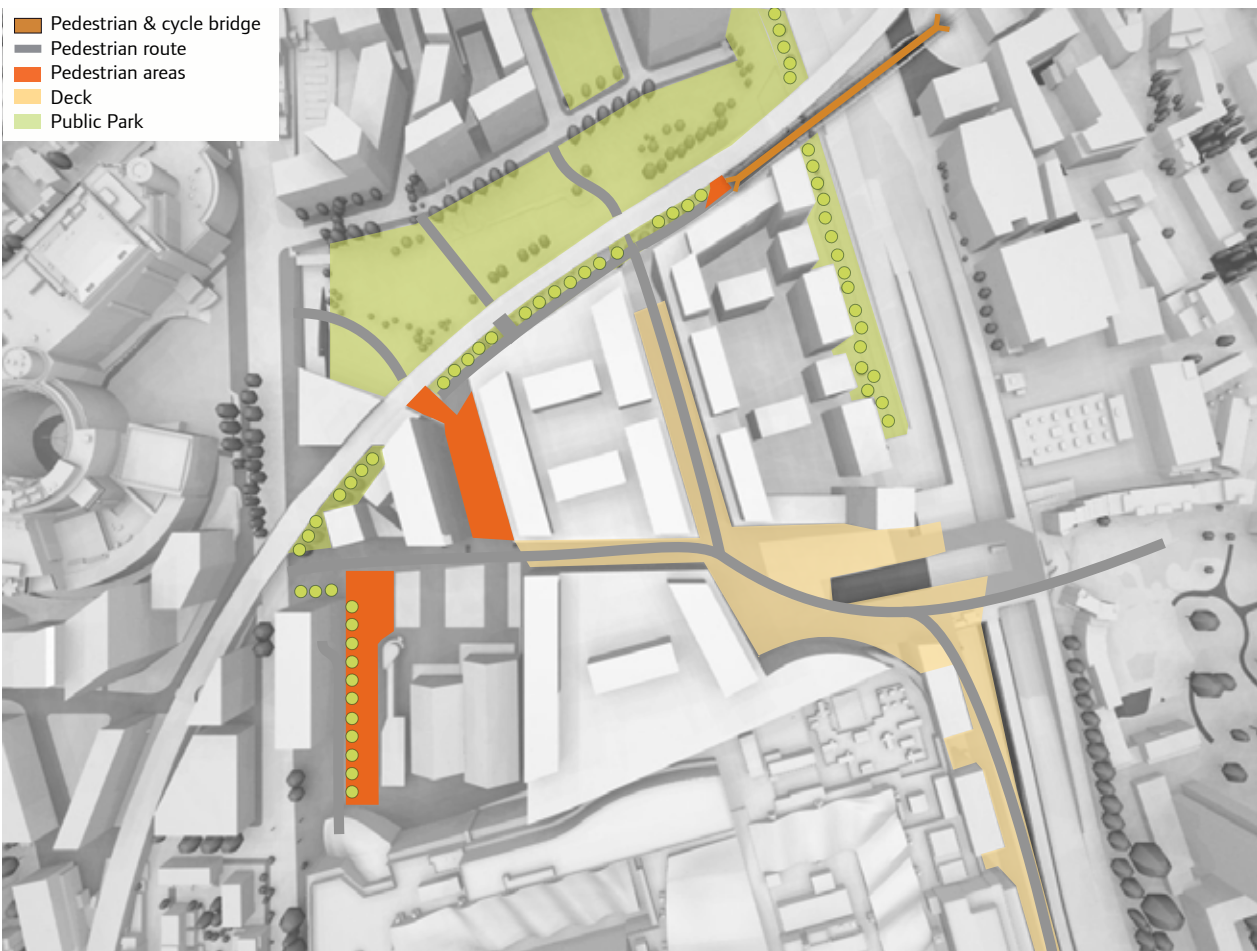 Pedestrian & cycle bridge
Pedestrian route
Pedestrian areas
Deck
Public Park